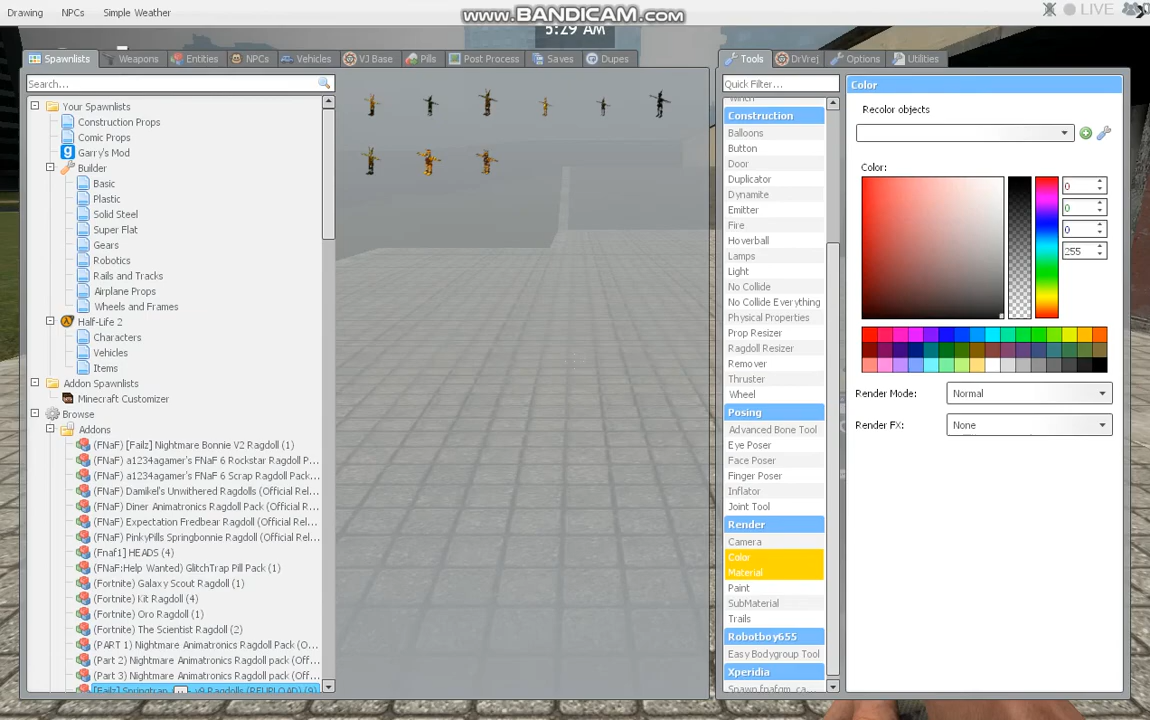 Drawing NPCs Simple Weather
www.BANDICAM.com
LIVE
5:29 AM
Spawnlists Weapons Entities NPCs Vehicles VJ Base Pills Post Process Saves Dupes
Tools DrVrej Options Utilities
Search...
Your Spawnlists
Construction Props
Comic Props
Garry's Mod
Builder
Basic
Plastic
Solid Steel
Super Flat
Gears
Robotics
Rails and Tracks
Airplane Props
Wheels and Frames
Half-Life 2
Characters
Vehicles
Items
Addon Spawnlists
Minecraft Customizer
Browse
Addons
(FNaF) [Failz] Nightmare Bonnie V2 Ragdoll (1)
(FNaF) a1234agamer's FNaF 6 Rockstar Ragdoll P...
(FNaF) a1234agamer's FNaF 6 Scrap Ragdoll Pack...
(FNaF) Damikel's Unwithered Ragdolls (Official Rel...
(FNaF) Diner Animatronics Ragdoll Pack (Official R...
(FNaF) Expectation Fredbear Ragdoll (Official Rel...
(FNaF) PinkyPills Springbonnie Ragdoll (Official Rel...
[Fnaf1] HEADS (4)
(FNaF:Help Wanted) GlitchTrap Pill Pack (1)
(Fortnite) Galaxy Scout Ragdoll (1)
(Fortnite) Kit Ragdoll (4)
(Fortnite) Oro Ragdoll (1)
(Fortnite) The Scientist Ragdoll (2)
(PART 1) Nightmare Animatronics Ragdoll Pack (O...
(Part 2) Nightmare Animatronics Ragdoll pack (Off...
(Part 3) Nightmare Animatronics Ragdoll pack (Off...
[Failz] Springtrap ... v9 Ragdolls (REUPLOAD) (9)
Quick Filter...
Winch
Construction
Balloons
Button
Door
Duplicator
Dynamite
Emitter
Fire
Hoverball
Lamps
Light
No Collide
No Collide Everything
Physical Properties
Prop Resizer
Ragdoll Resizer
Remover
Thruster
Wheel
Posing
Advanced Bone Tool
Eye Poser
Face Poser
Finger Poser
Inflator
Joint Tool
Render
Camera
Color
Material
Paint
SubMaterial
Trails
Robotboy655
Easy Bodygroup Tool
Xperidia
Color
Recolor objects
Color:
0
0
0
255
Render Mode: Normal
Render FX: None